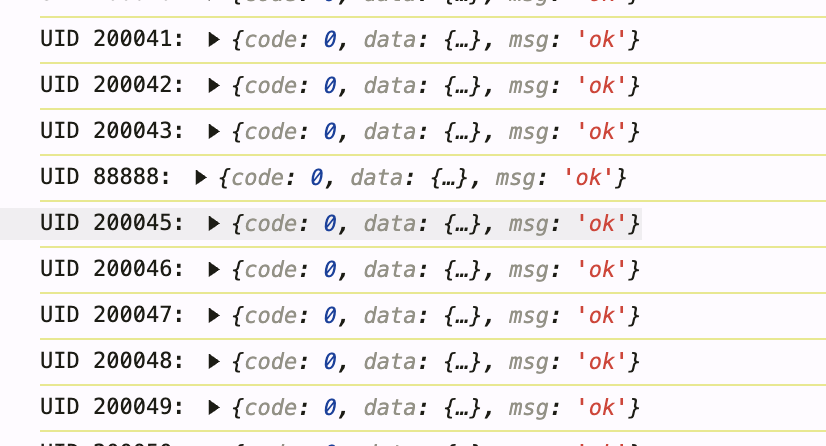 UID 200041: ▶ {code: 0, data: {…}, msg: 'ok'}
UID 200042: ▶ {code: 0, data: {…}, msg: 'ok'}
UID 200043: ▶ {code: 0, data: {…}, msg: 'ok'}
UID 88888: ▶ {code: 0, data: {…}, msg: 'ok'}
UID 200045: ▶ {code: 0, data: {…}, msg: 'ok'}
UID 200046: ▶ {code: 0, data: {…}, msg: 'ok'}
UID 200047: ▶ {code: 0, data: {…}, msg: 'ok'}
UID 200048: ▶ {code: 0, data: {…}, msg: 'ok'}
UID 200049: ▶ {code: 0, data: {…}, msg: 'ok'}